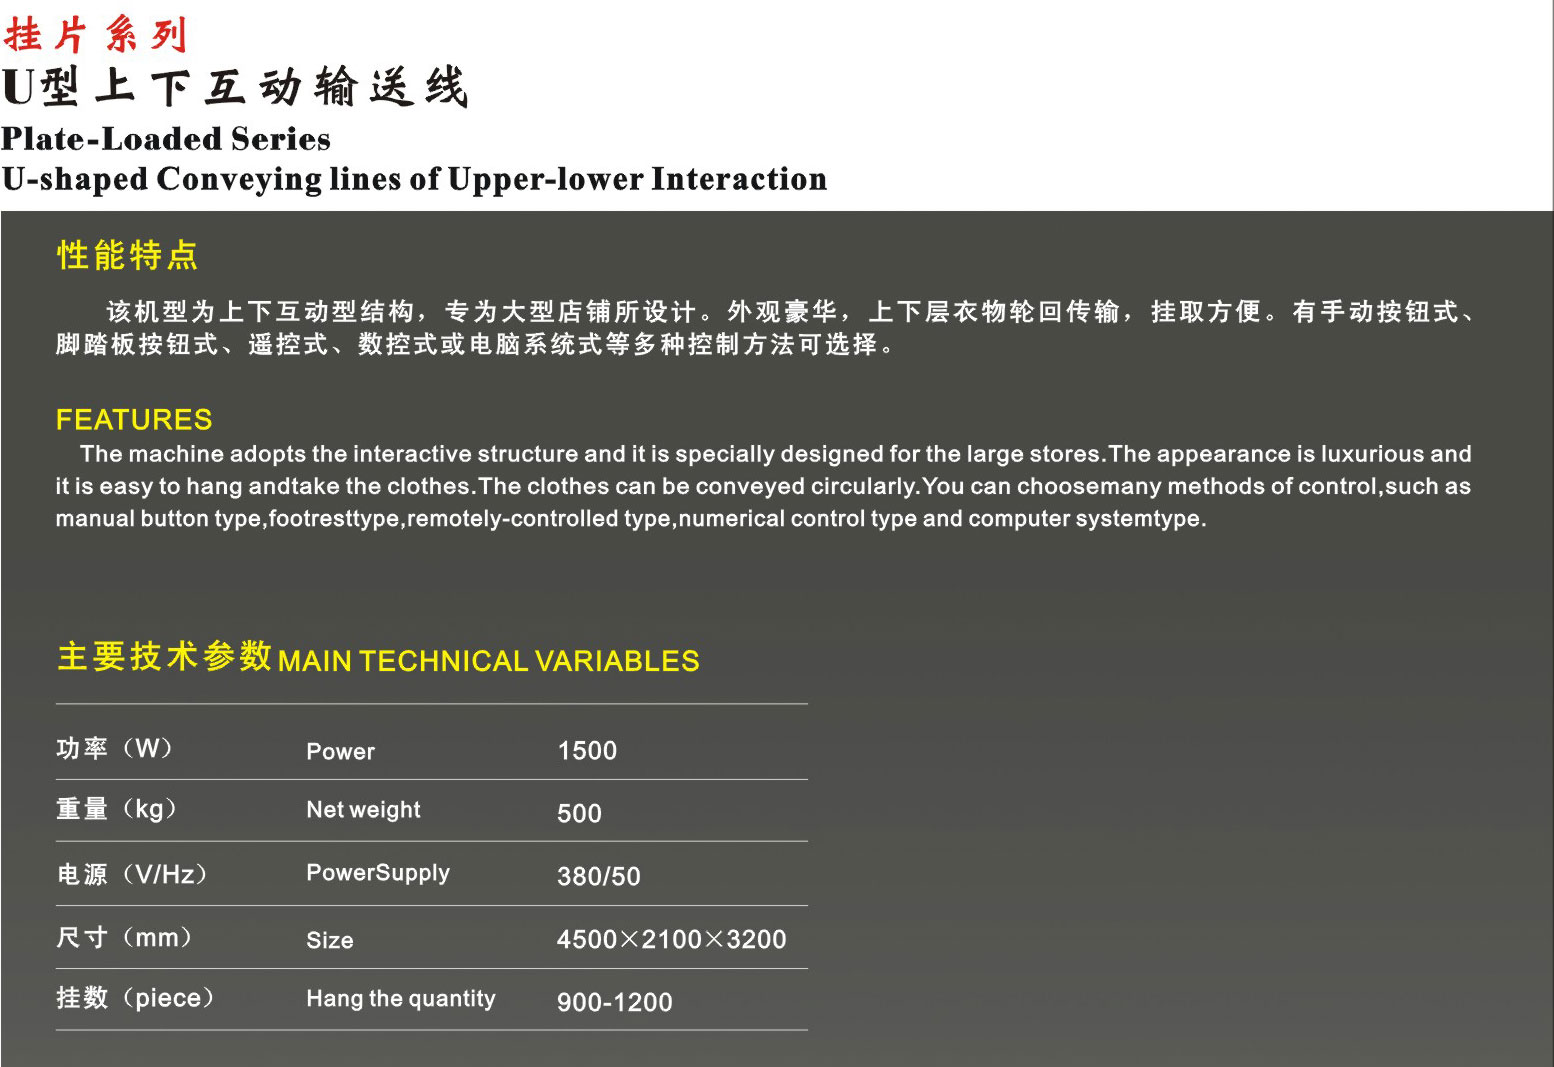 挂片系列
U型上下互动输送线
Plate-Loaded Series
U-shaped Conveying lines of Upper-lower Interaction
性能特点
该机型为上下互动型结构，专为大型店铺所设计。外观豪华，上下层衣物轮回传输，挂取方便。有手动按钮式、
脚踏板按钮式、遥控式、数控式或电脑系统式等多种控制方法可选择。
FEATURES
The machine adopts the interactive structure and it is specially designed for the large stores.The appearance is luxurious and
it is easy to hang andtake the clothes.The clothes can be conveyed circularly.You can choosemany methods of control,such as
manual button type,footresttype,remotely-controlled type,numerical control type and computer systemtype.
主要技术参数 MAIN TECHNICAL VARIABLES
功率（W） Power 1500
重量（kg） Net weight 500
电源（V/Hz） PowerSupply 380/50
尺寸（mm） Size 4500×2100×3200
挂数（piece） Hang the quantity 900-1200